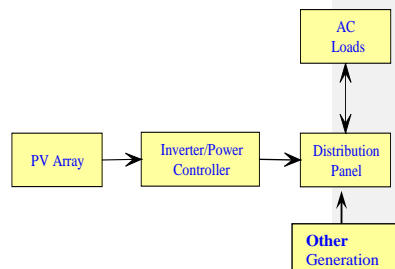 AC
Loads
PV Array
Inverter/Power
Controller
Distribution
Panel
Other
Generation